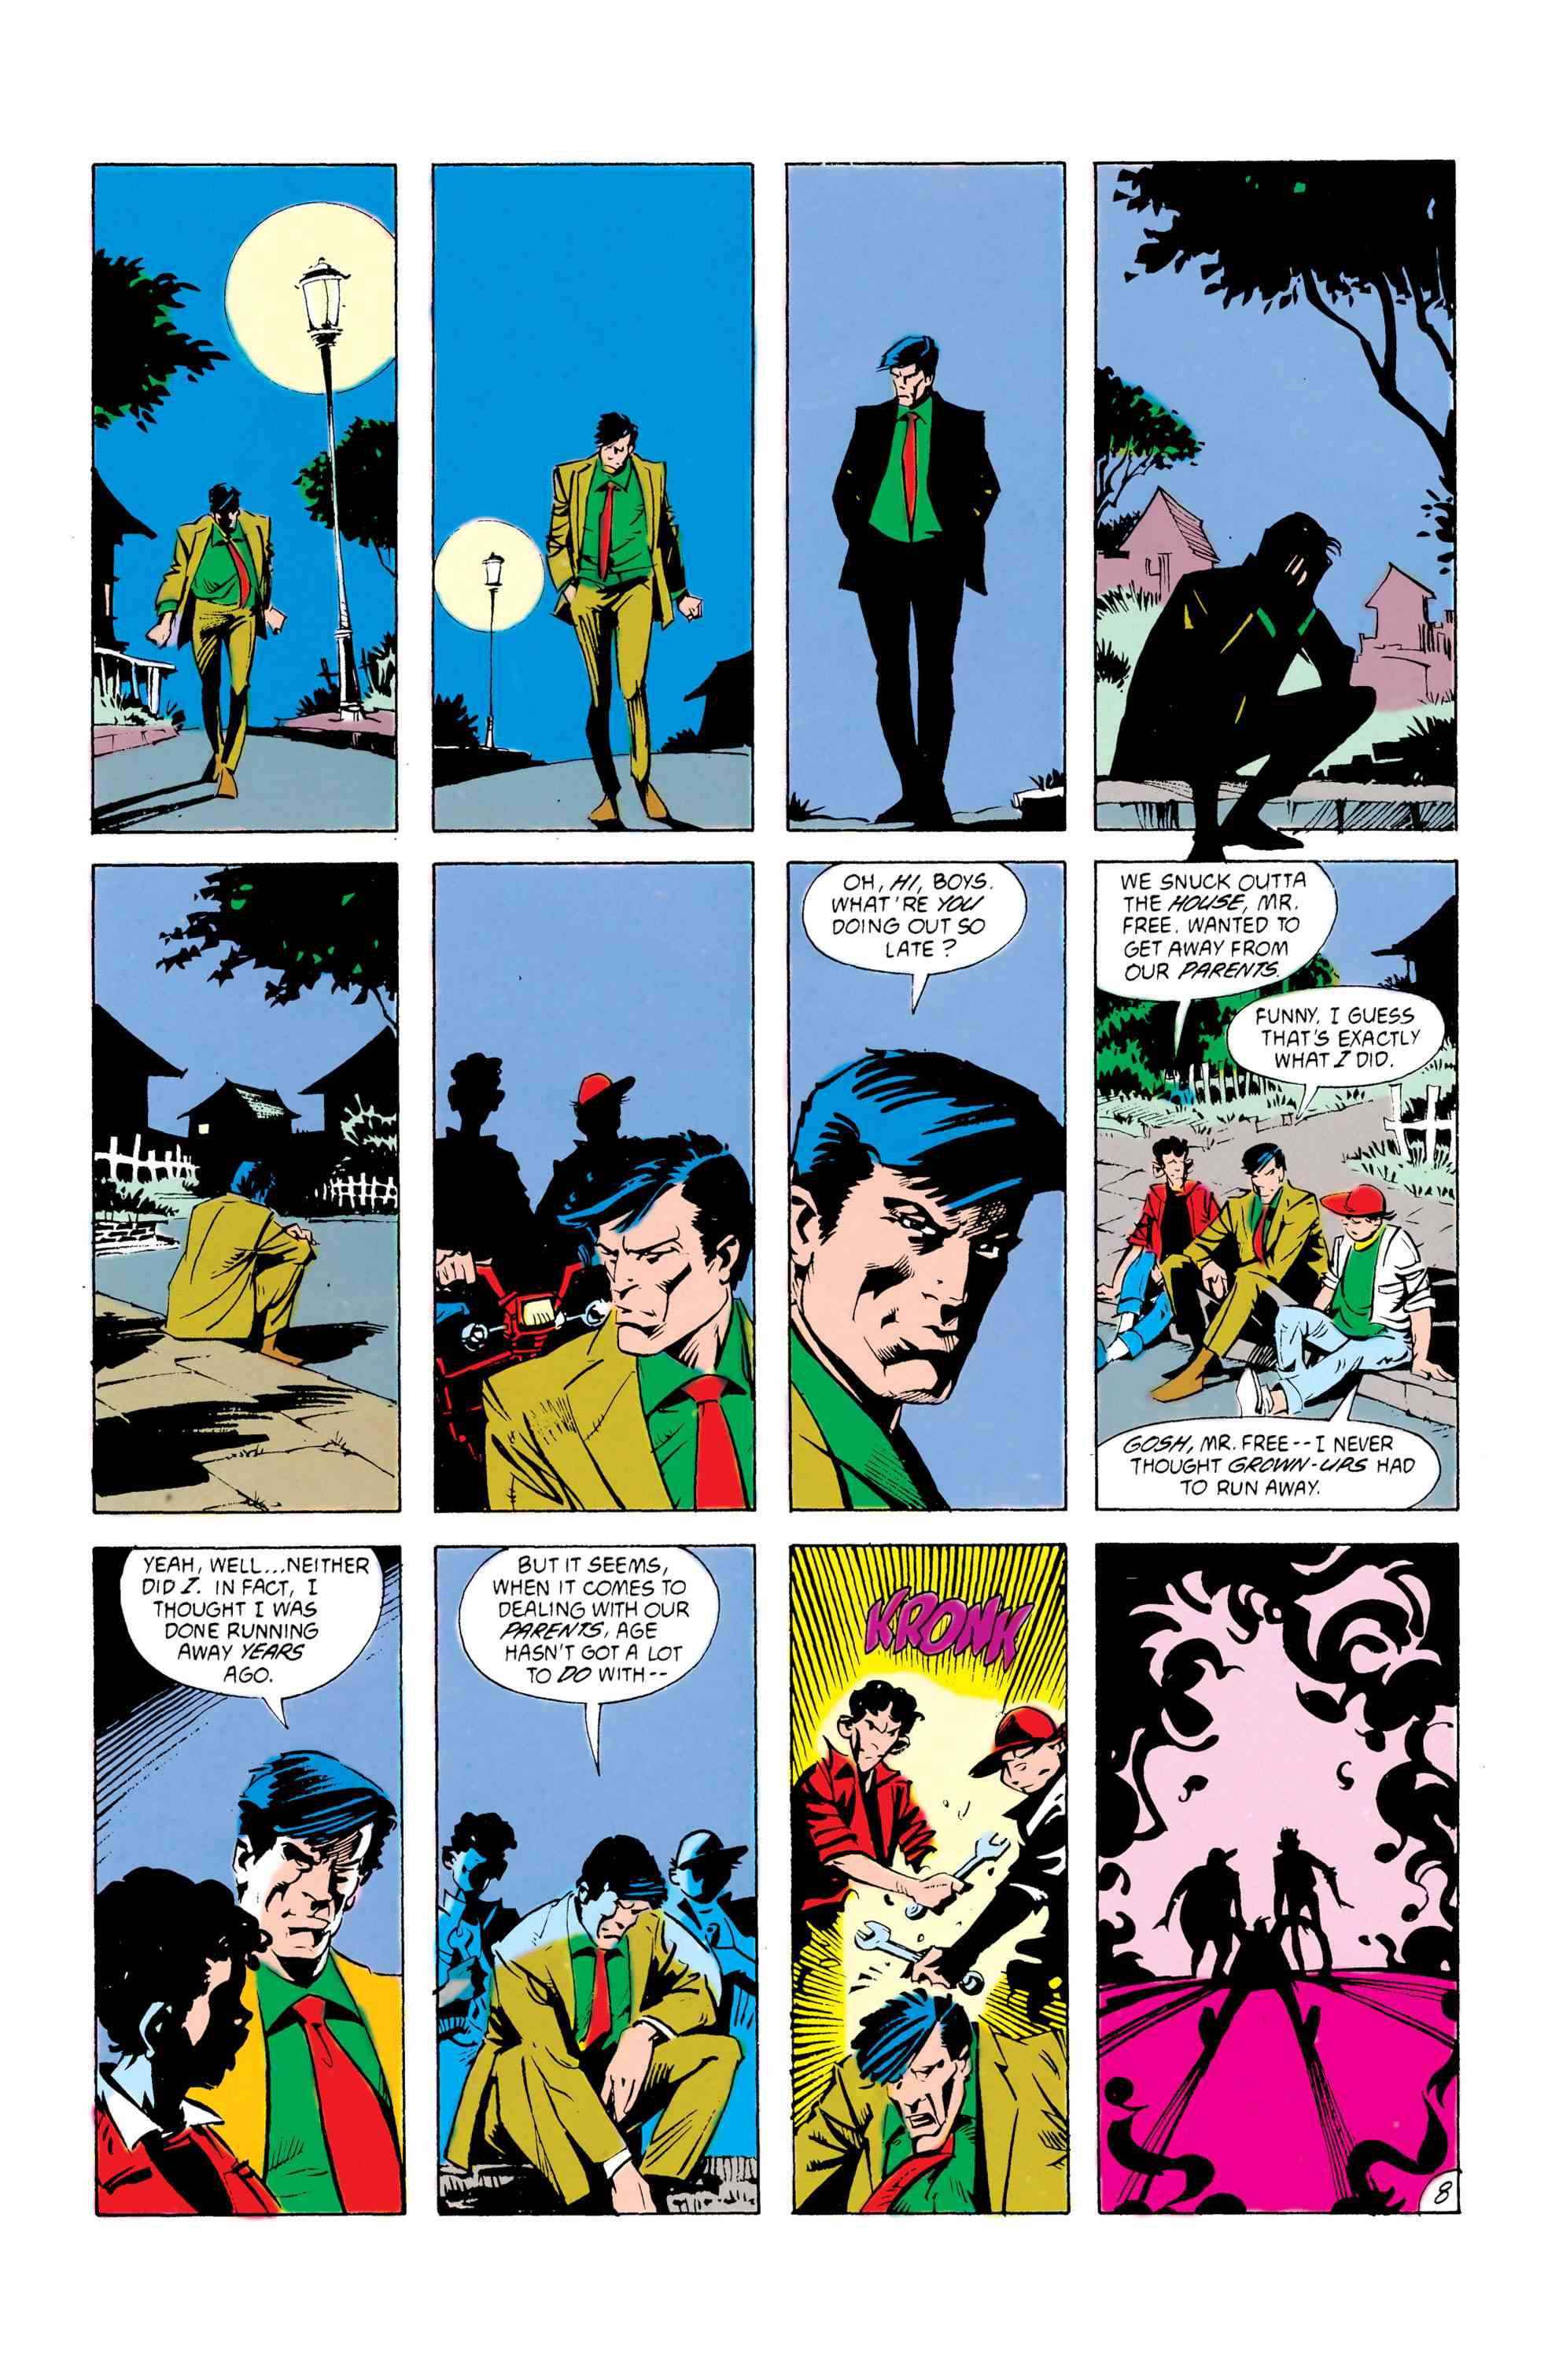 OH, HI, BOYS.
WHAT'RE YOU
DOING OUT SO
LATE?
WE SNUCK OUTTA
THE HOUSE, MR.
FREE. WANTED TO
GET AWAY FROM
OUR PARENTS.
FUNNY. I GUESS
THAT'S EXACTLY
WHAT I DID.
GOSH, MR. FREE--I NEVER
THOUGHT GROWN-UPS HAD
TO RUN AWAY.
YEAH, WELL...NEITHER
DID I. IN FACT, I
THOUGHT I WAS
DONE RUNNING
AWAY YEARS
AGO.
BUT IT SEEMS,
WHEN IT COMES TO
DEALING WITH OUR
PARENTS, AGE
HASN'T GOT A LOT
TO DO WITH--
KRONK
8